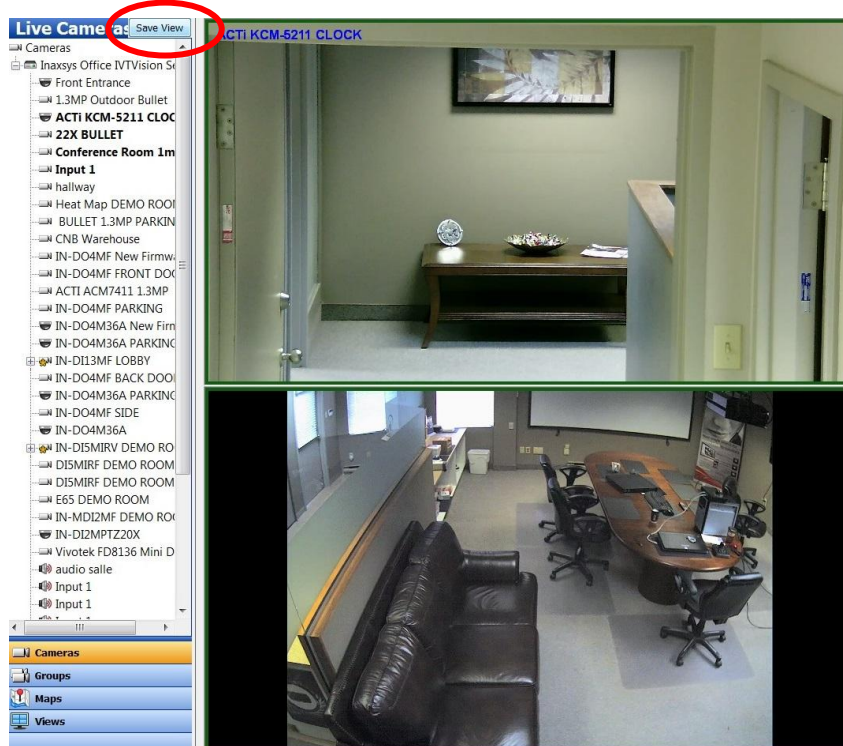 Live Cameras
Save View
ACTi KCM-5211 CLOCK
Cameras
Inaxsys Office IVTVision Se
Front Entrance
1.3MP Outdoor Bullet
ACTi KCM-5211 CLOC
22X BULLET
Conference Room 1m
Input 1
hallway
Heat Map DEMO ROOI
BULLET 1.3MP PARKIN
CNB Warehouse
IN-DO4MF New Firmwa
IN-DO4MF FRONT DOO
ACTI ACM7411 1.3MP
IN-DO4MF PARKING
IN-DO4M36A New Firn
IN-DO4M36A PARKING
IN-DI13MF LOBBY
IN-DO4MF BACK DOOI
IN-DO4M36A PARKING
IN-DO4MF SIDE
IN-DO4M36A
IN-DI5MIRV DEMO RO
DI5MIRF DEMO ROOM
DI5MIRF DEMO ROOM
E65 DEMO ROOM
IN-MDI2MF DEMO ROO
IN-DI2MPTZ20X
Vivotek FD8136 Mini D
audio salle
Input 1
Input 1
Cameras
Groups
Maps
Views